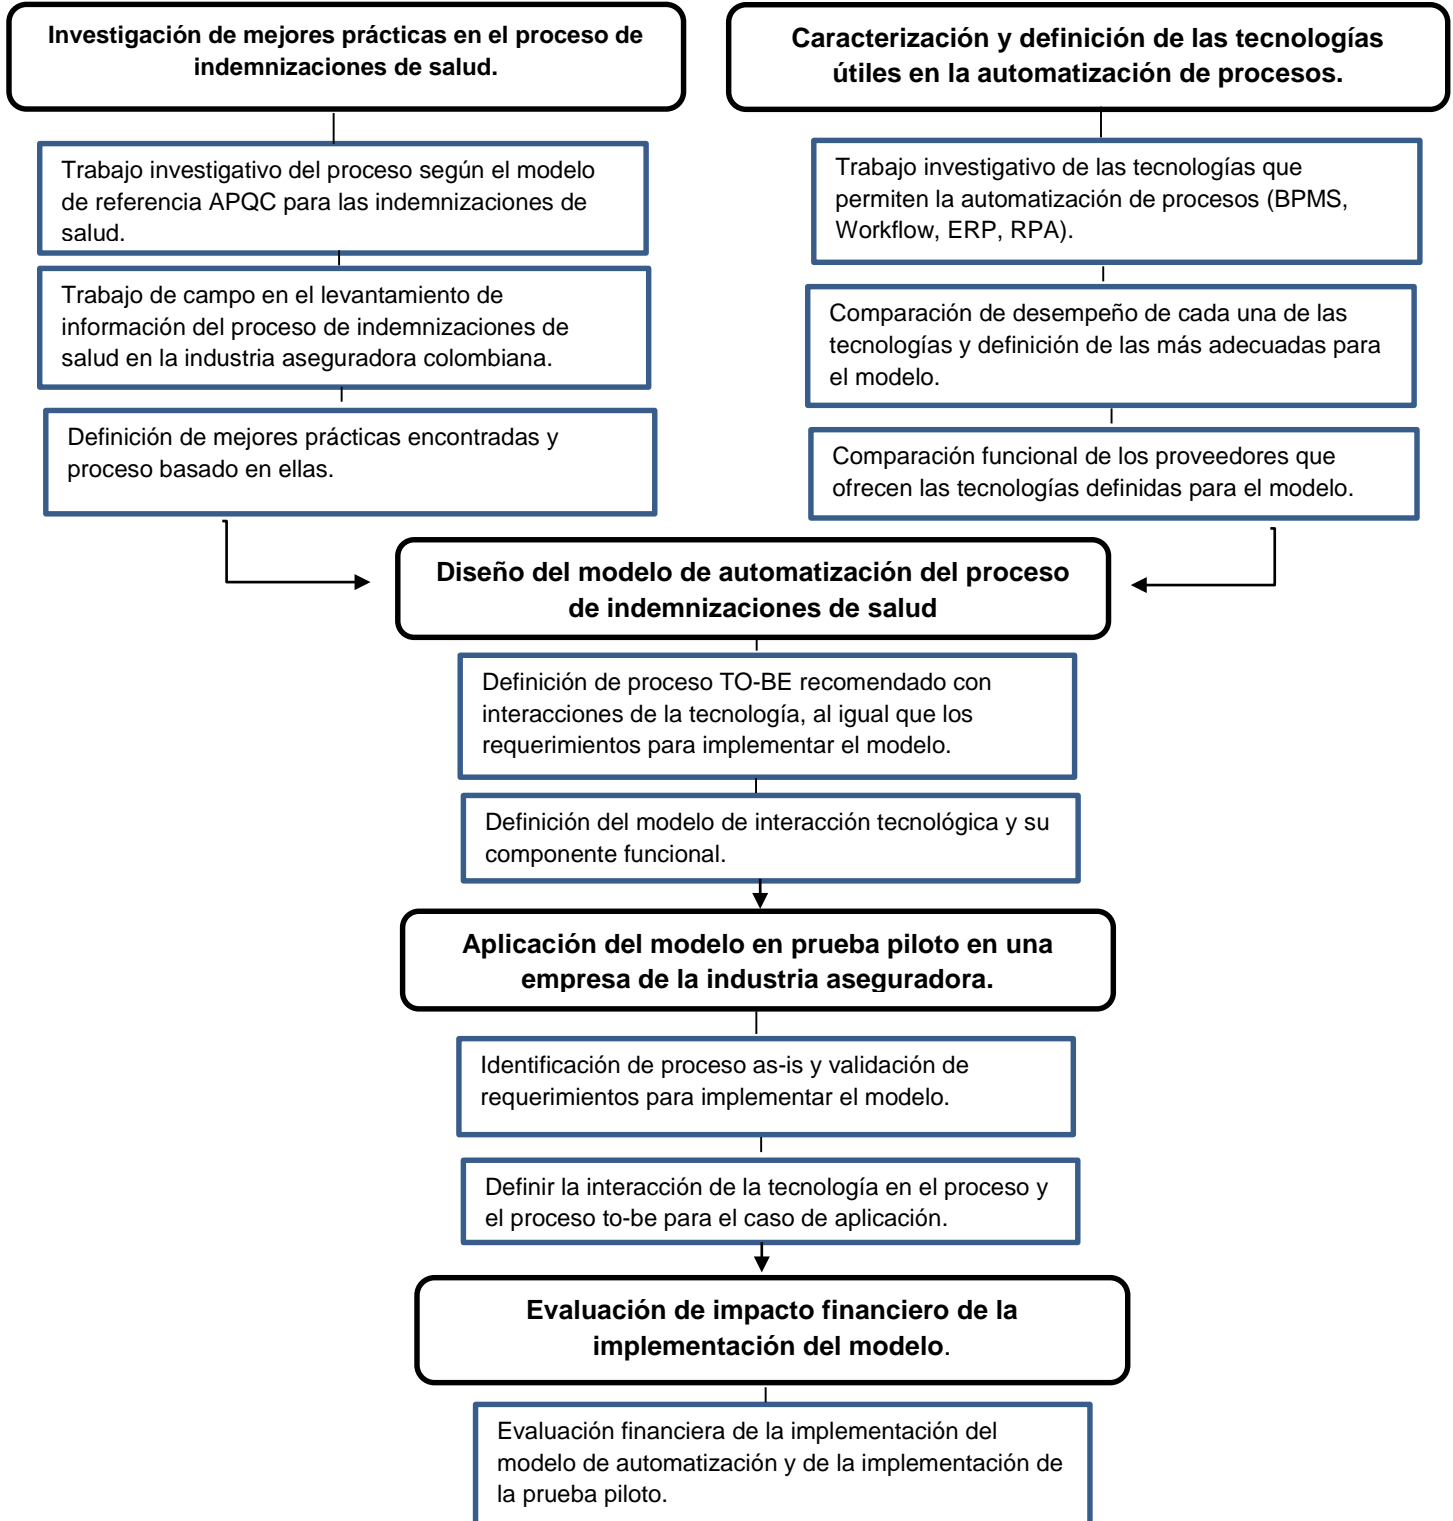 Investigación de mejores prácticas en el proceso de
indemnizaciones de salud.
Trabajo investigativo del proceso según el modelo
de referencia APQC para las indemnizaciones de
salud.
Trabajo de campo en el levantamiento de
información del proceso de indemnizaciones de
salud en la industria aseguradora colombiana.
Definición de mejores prácticas encontradas y
proceso basado en ellas.
Caracterización y definición de las tecnologías
útiles en la automatización de procesos.
Trabajo investigativo de las tecnologías que
permiten la automatización de procesos (BPMS,
Workflow, ERP, RPA).
Comparación de desempeño de cada una de las
tecnologías y definición de las más adecuadas para
el modelo.
Comparación funcional de los proveedores que
ofrecen las tecnologías definidas para el modelo.
Diseño del modelo de automatización del proceso
de indemnizaciones de salud
Definición de proceso TO-BE recomendado con
interacciones de la tecnología, al igual que los
requerimientos para implementar el modelo.
Definición del modelo de interacción tecnológica y su
componente funcional.
Aplicación del modelo en prueba piloto en una
empresa de la industria aseguradora.
Identificación de proceso as-is y validación de
requerimientos para implementar el modelo.
Definir la interacción de la tecnología en el proceso y
el proceso to-be para el caso de aplicación.
Evaluación de impacto financiero de la
implementación del modelo.
Evaluación financiera de la implementación del
modelo de automatización y de la implementación de
la prueba piloto.